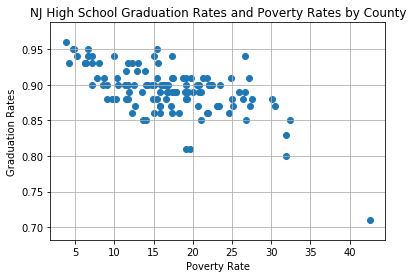 NJ High School Graduation Rates and Poverty Rates by County
0.95
0.90
0.85
0.80
0.75
0.70
Graduation Rates
5 10 15 20 25 30 35 40
Poverty Rate